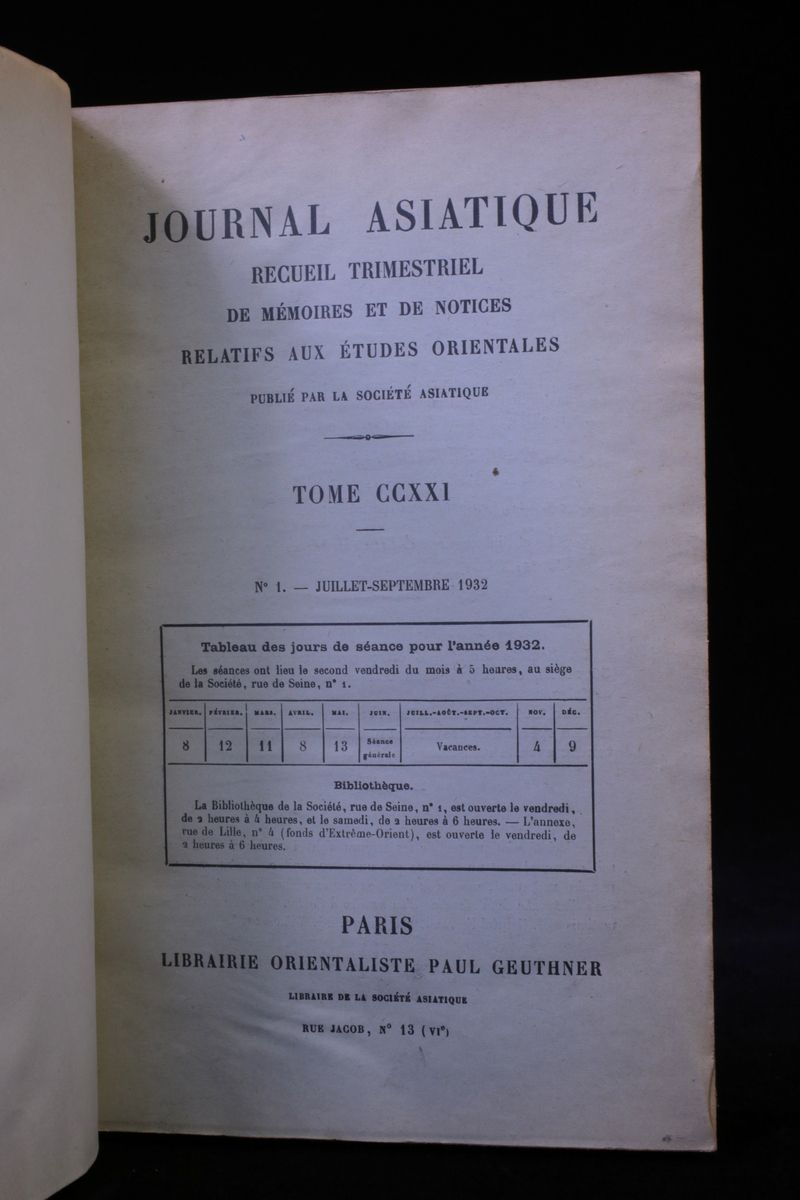 JOURNAL ASIATIQUE
RECUEIL TRIMESTRIEL
DE MÉMOIRES ET DE NOTICES
RELATIFS AUX ÉTUDES ORIENTALES
PUBLIÉ PAR LA SOCIÉTÉ ASIATIQUE
TOME CCXXI
N° 1. — JUILLET-SEPTEMBRE 1932
Tableau des jours de séance pour l'année 1932.
Les séances ont lieu le second vendredi du mois à 5 heures, au siège
de la Société, rue de Seine, n° 1.
JANVIER. FÉVRIER. MARS. AVRIL. MAI. JUIN. JUILL.-AOÛT.-SEPT.-OCT. NOV. DÉC.
8 12 11 8 13 Séance générale Vacances. 4 9
Bibliothèque.
La Bibliothèque de la Société, rue de Seine, n° 1, est ouverte le vendredi,
de 2 heures à 4 heures, et le samedi, de 2 heures à 6 heures. — L'annexe,
rue de Lille, n° 4 (fonds d'Extrême-Orient), est ouverte le vendredi, de
2 heures à 6 heures.
PARIS
LIBRAIRIE ORIENTALISTE PAUL GEUTHNER
LIBRAIRE DE LA SOCIÉTÉ ASIATIQUE
RUE JACOB, N° 13 (VIe)